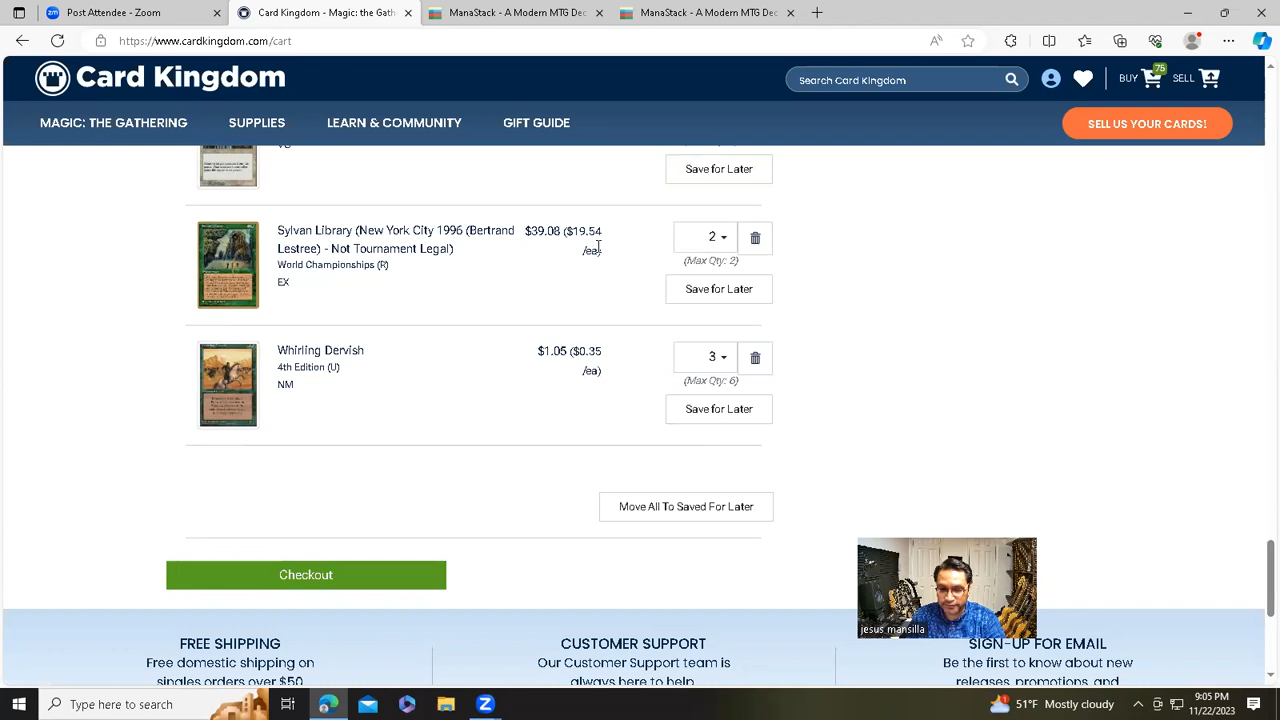 Post Attendee - Zoom
Card Kingdom - Magic: the Gath
ManaStack - A Modern MTG Dec
ManaStack - A Modern MTG Dec
https://www.cardkingdom.com/cart
Card Kingdom
Search Card Kingdom
BUY
75
SELL
MAGIC: THE GATHERING
SUPPLIES
LEARN & COMMUNITY
GIFT GUIDE
SELL US YOUR CARDS!
Save for Later
Sylvan Library (New York City 1996 (Bertrand
Lestree) - Not Tournament Legal)
World Championships (R)
EX
$39.08 ($19.54
/ea)
2
(Max Qty: 2)
Save for Later
Whirling Dervish
4th Edition (U)
NM
$1.05 ($0.35
/ea)
3
(Max Qty: 6)
Save for Later
Move All To Saved For Later
Checkout
jesus mansilla
FREE SHIPPING
Free domestic shipping on
singles orders over $50
CUSTOMER SUPPORT
Our Customer Support team is
always here to help
SIGN-UP FOR EMAIL
Be the first to know about new
releases, promotions, and
Type here to search
51°F Mostly cloudy
9:05 PM
11/22/2023